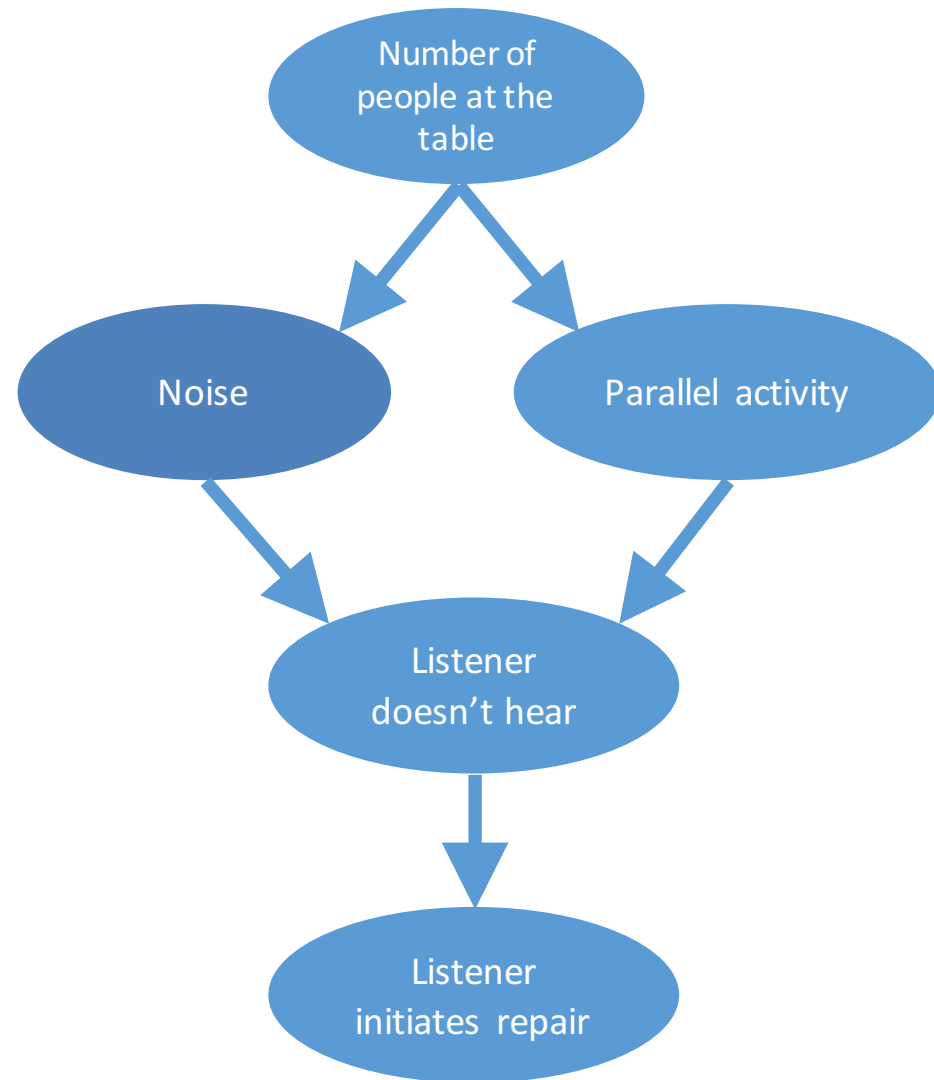 Number of
people at the
table
Noise
Parallel activity
Listener
doesn’t hear
Listener
initiates repair